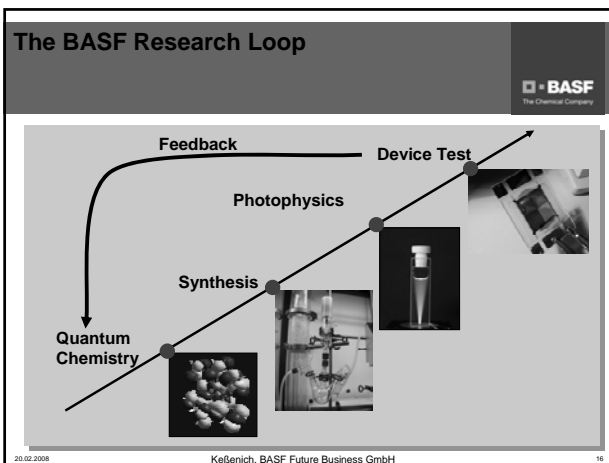 The BASF Research Loop
BASF
The Chemical Company
Feedback
Device Test
Photophysics
Synthesis
Quantum
Chemistry
20.02.2008
Keßenich, BASF Future Business GmbH
16